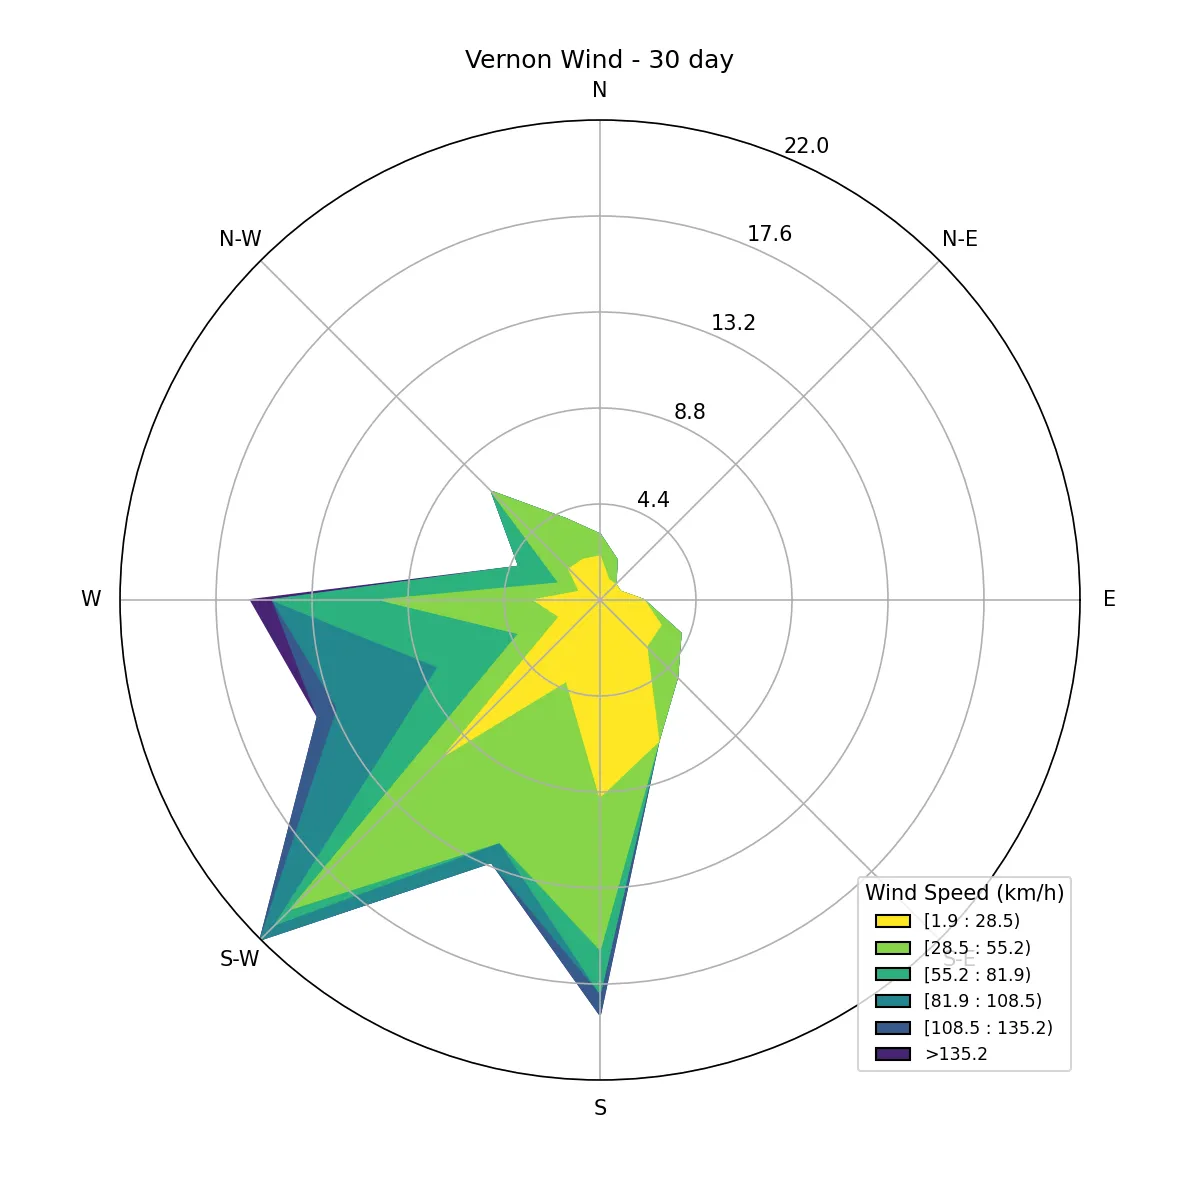 Vernon Wind - 30 day
N
22.0
17.6
N-W
N-E
13.2
8.8
4.4
W
E
Wind Speed (km/h)
[1.9 : 28.5)
[28.5 : 55.2)
S-W
S-E
[55.2 : 81.9)
[81.9 : 108.5)
[108.5 : 135.2)
>135.2
S